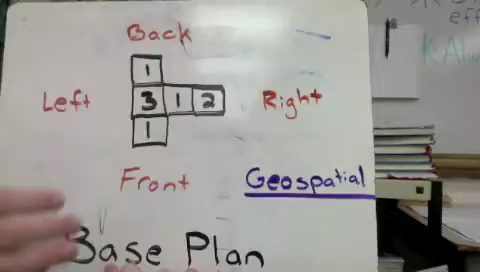 Back
1
Left
3 1 2
Right
1
Front
Geospatial
Base Plan